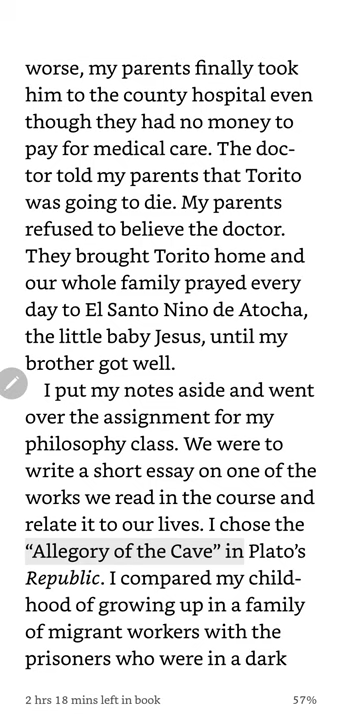 worse, my parents finally took
him to the county hospital even
though they had no money to
pay for medical care. The doc-
tor told my parents that Torito
was going to die. My parents
refused to believe the doctor.
They brought Torito home and
our whole family prayed every
day to El Santo Nino de Atocha,
the little baby Jesus, until my
brother got well.
I put my notes aside and went
over the assignment for my
philosophy class. We were to
write a short essay on one of the
works we read in the course and
relate it to our lives. I chose the
“Allegory of the Cave” in Plato’s
Republic. I compared my child-
hood of growing up in a family
of migrant workers with the
prisoners who were in a dark
2 hrs 18 mins left in book 57%